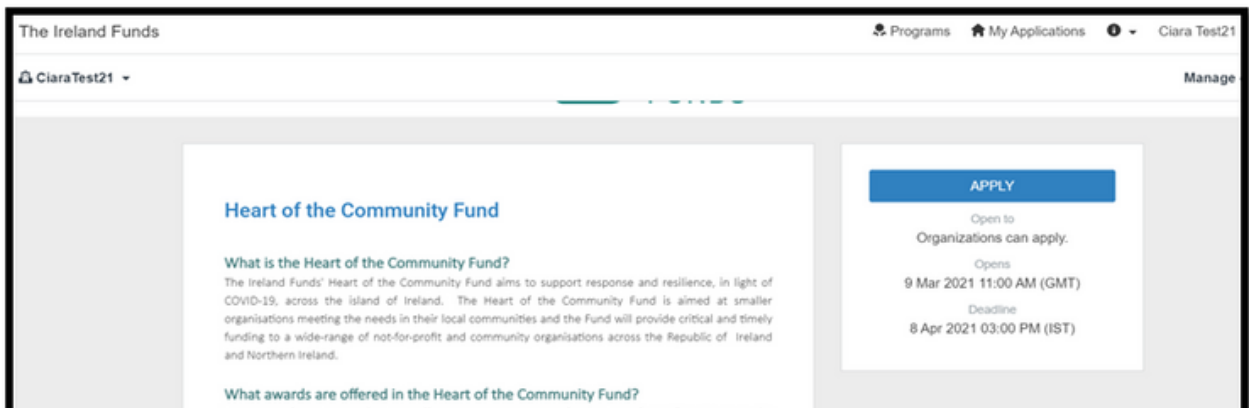 The Ireland Funds
Programs My Applications Ciara Test21
CiaraTest21 Manage
FUNDS
Heart of the Community Fund
What is the Heart of the Community Fund?
The Ireland Funds' Heart of the Community Fund aims to support response and resilience, in light of
COVID-19, across the island of Ireland. The Heart of the Community Fund is aimed at smaller
organisations meeting the needs in their local communities and the Fund will provide critical and timely
funding to a wide-range of not-for-profit and community organisations across the Republic of Ireland
and Northern Ireland.
What awards are offered in the Heart of the Community Fund?
APPLY
Open to
Organizations can apply.
Opens
9 Mar 2021 11:00 AM (GMT)
Deadline
8 Apr 2021 03:00 PM (IST)